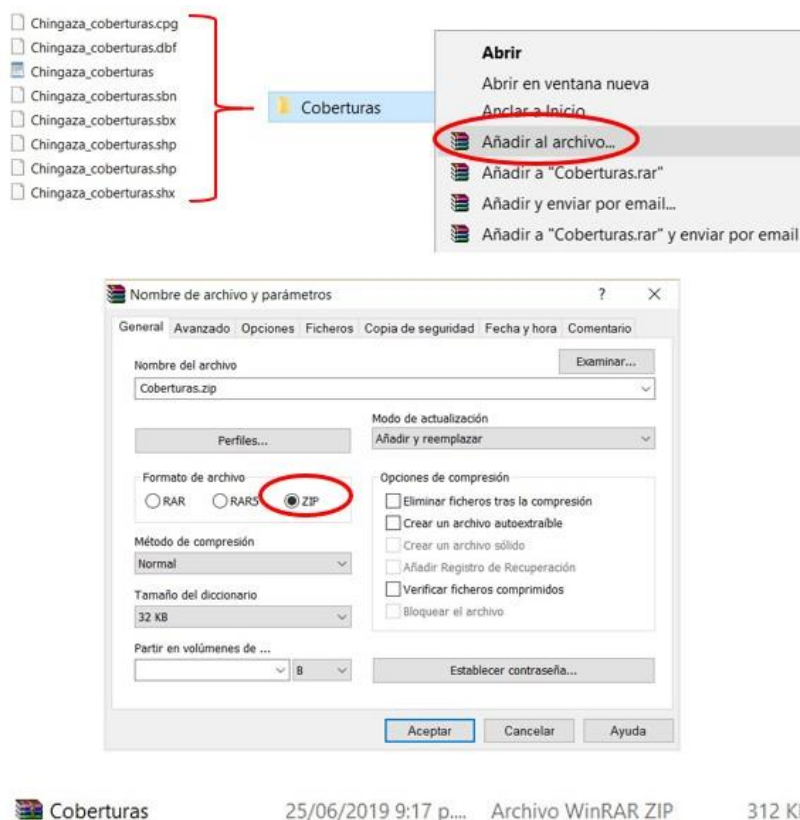 Chingaza_coberturas.cpg
Chingaza_coberturas.dbf
Chingaza_coberturas
Chingaza_coberturas.sbn
Chingaza_coberturas.sbx
Chingaza_coberturas.shp
Chingaza_coberturas.shp
Chingaza_coberturas.shx
Coberturas
Abrir
Abrir en ventana nueva
Anclar a Inicio
Añadir al archivo...
Añadir a "Coberturas.rar"
Añadir y enviar por email...
Añadir a "Coberturas.rar" y enviar por email
Nombre de archivo y parámetros ? X
General Avanzado Opciones Ficheros Copia de seguridad Fecha y hora Comentario
Nombre del archivo
Examinar...
Coberturas.zip
Perfiles...
Modo de actualización
Añadir y reemplazar
Formato de archivo
RAR RAR5 ZIP
Método de compresión
Normal
Tamaño del diccionario
32 KB
Partir en volúmenes de ...
B
Opciones de compresión
Eliminar ficheros tras la compresión
Crear un archivo autoextraíble
Crear un archivo sólido
Añadir Registro de Recuperación
Verificar ficheros comprimidos
Bloquear el archivo
Establecer contraseña...
Aceptar Cancelar Ayuda
Coberturas 25/06/2019 9:17 p.... Archivo WinRAR ZIP 312 KB